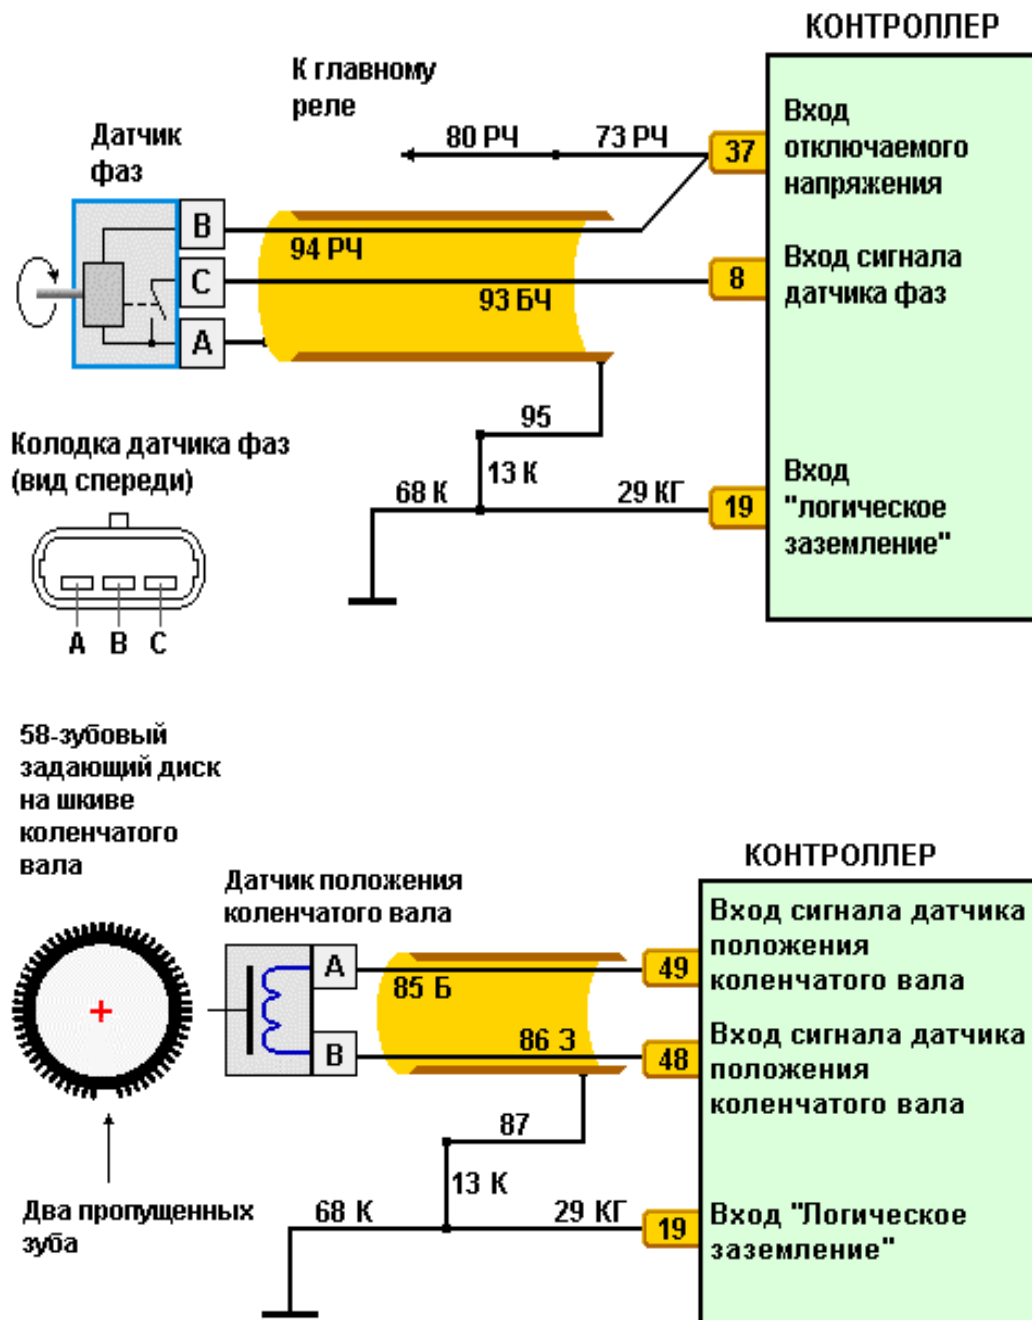 КОНТРОЛЛЕР
К главному
реле
Датчик
фаз
80 РЧ
73 РЧ
37
Вход
отключаемого
напряжения
B
94 РЧ
C
93 БЧ
8
Вход сигнала
датчика фаз
A
95
13 К
68 К
29 КГ
19
Вход
"логическое
заземление"
Колодка датчика фаз
(вид спереди)
A B C
58-зубовый
задающий диск
на шкиве
коленчатого
вала
Датчик положения
коленчатого вала
КОНТРОЛЛЕР
A
85 Б
49
Вход сигнала датчика
положения
коленчатого вала
B
86 З
48
Вход сигнала датчика
положения
коленчатого вала
87
13 К
68 К
29 КГ
19
Вход "Логическое
заземление"
Два пропущенных
зуба